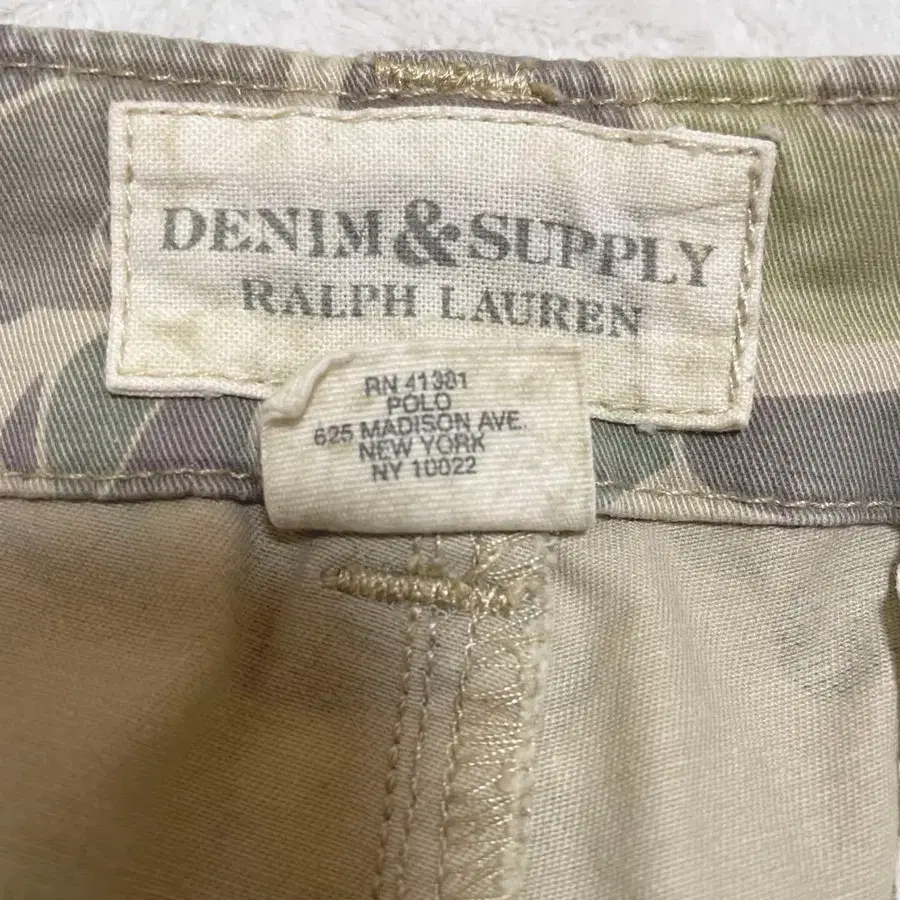 DENIM & SUPPLY
RALPH LAUREN
RN 41381
POLO
625 MADISON AVE.
NEW YORK
NY 10022